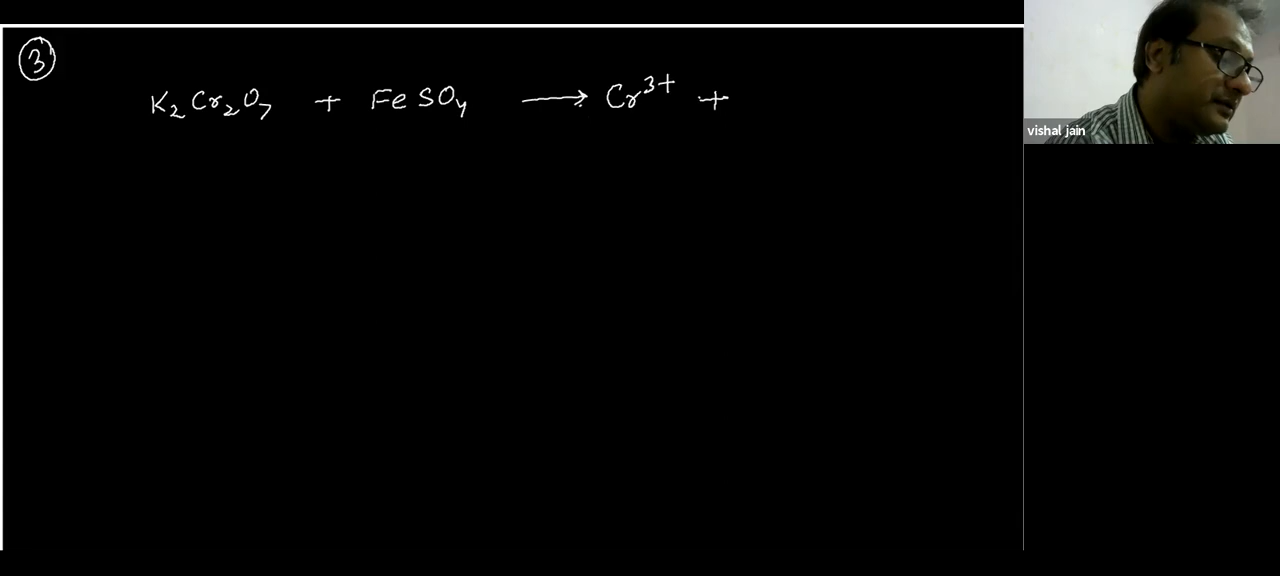 3
K₂Cr₂O₇ + FeSO₄ ⟶ Cr³⁺ +
vishal jain